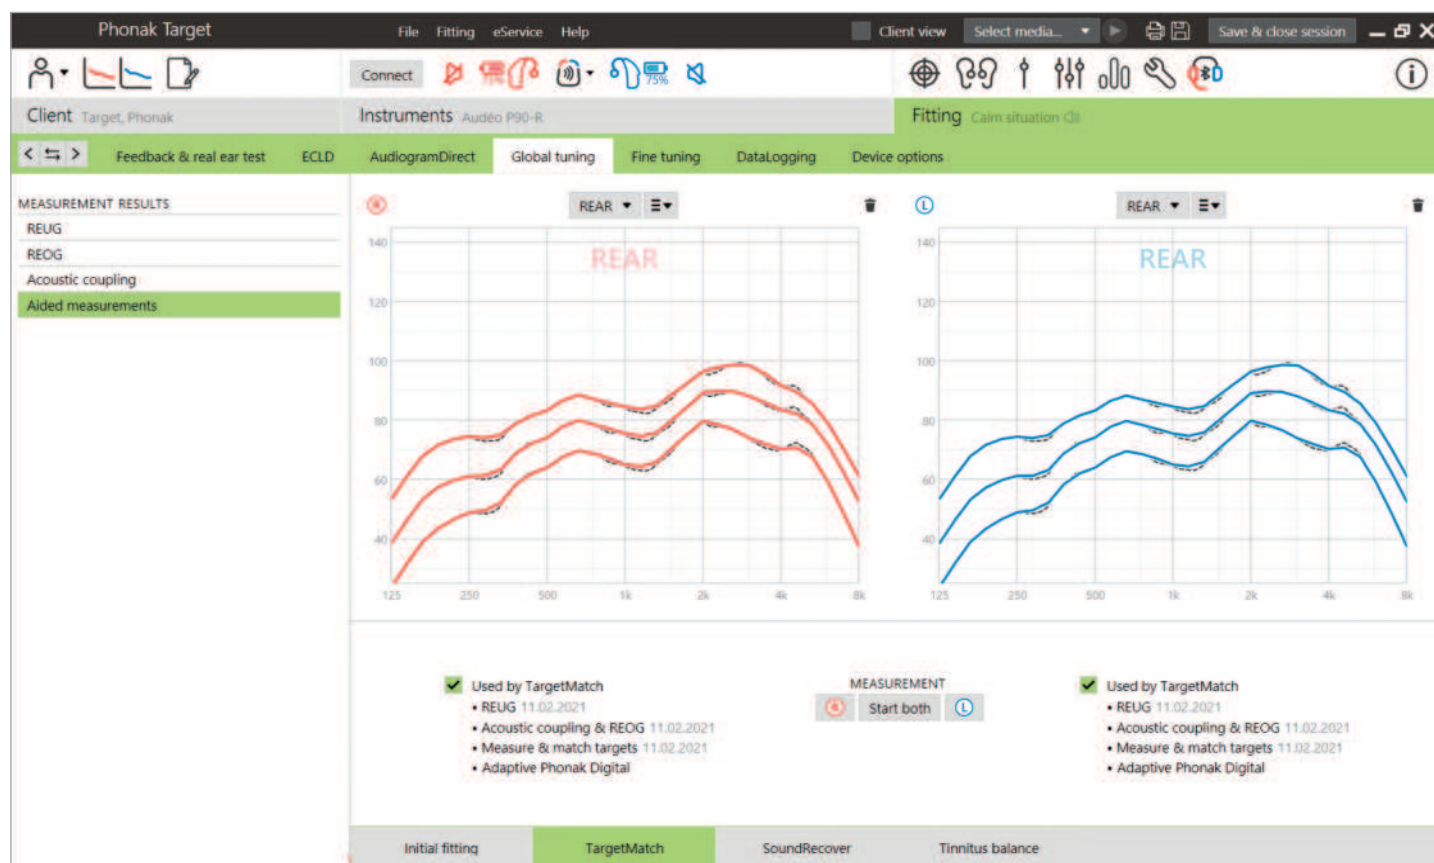 Phonak Target File Fitting eService Help Client view Select media... Save & close session
Connect 75%
Client Target, Phonak Instruments Audéo P90-R Fitting Calm situation
Feedback & real ear test ECLD AudiogramDirect Global tuning Fine tuning DataLogging Device options
MEASUREMENT RESULTS
REUG
REOG
Acoustic coupling
Aided measurements
R REAR
REAR
140
120
100
80
60
40
125 250 500 1k 2k 4k 8k
L REAR
REAR
140
120
100
80
60
40
125 250 500 1k 2k 4k 8k
Used by TargetMatch
• REUG 11.02.2021
• Acoustic coupling & REOG 11.02.2021
• Measure & match targets 11.02.2021
• Adaptive Phonak Digital
MEASUREMENT
R Start both L
Used by TargetMatch
• REUG 11.02.2021
• Acoustic coupling & REOG 11.02.2021
• Measure & match targets 11.02.2021
• Adaptive Phonak Digital
Initial fitting TargetMatch SoundRecover Tinnitus balance